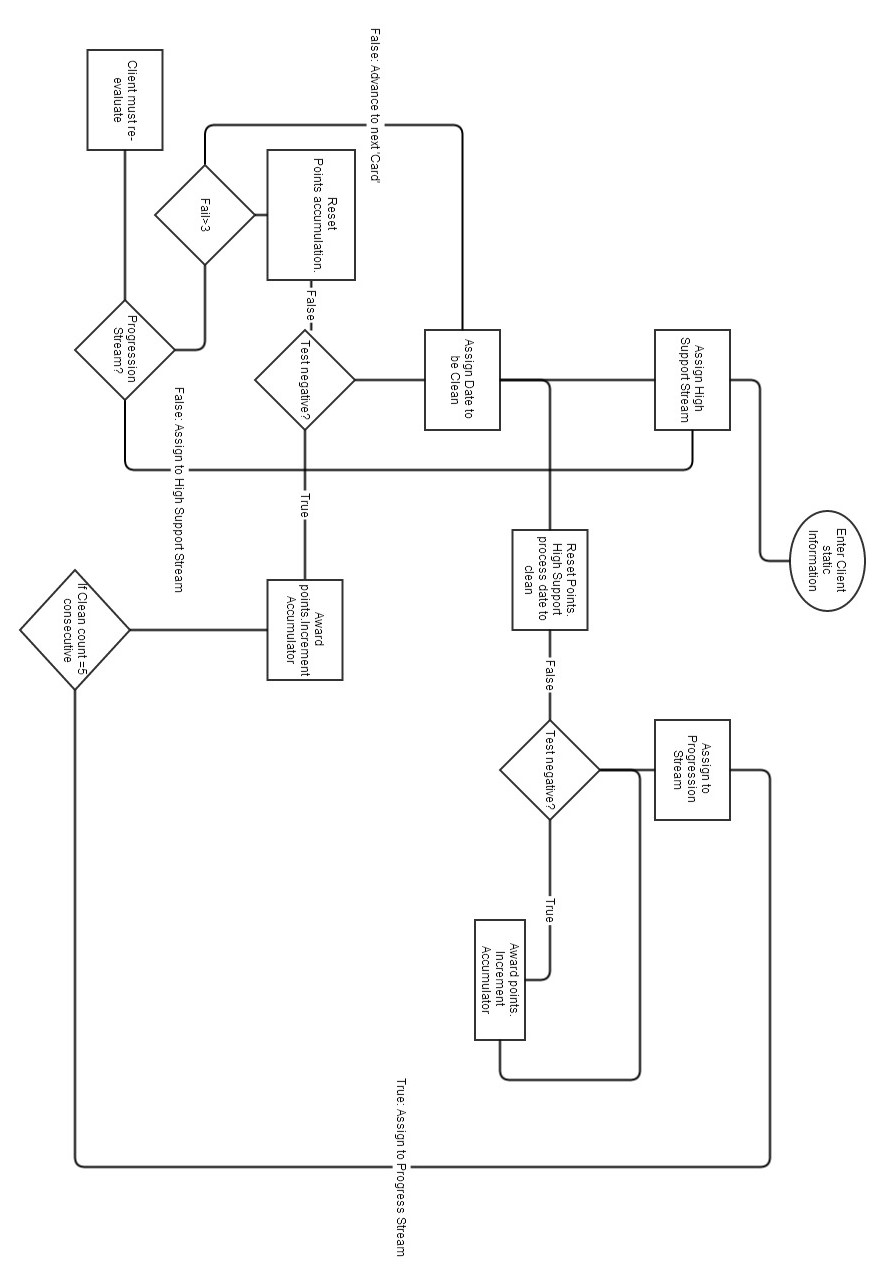 Enter Client
static
Information
Assign High
Support Stream
Assign to
Progression
Stream
Reset Points.
High Support
process date to
clean
Test negative?
False
True
Award points.
Increment
Accumulator
Assign Date to
be Clean
False: Advance to next 'Card'
True: Assign to Progress Stream
Reset
Points accumulation.
False
Test negative?
True
Award
points.Increment
Accumulator
Fail>3
False: Assign to High Support Stream
Client must re-
evaluate
Progression
Stream?
If Clean count =5
consecutive